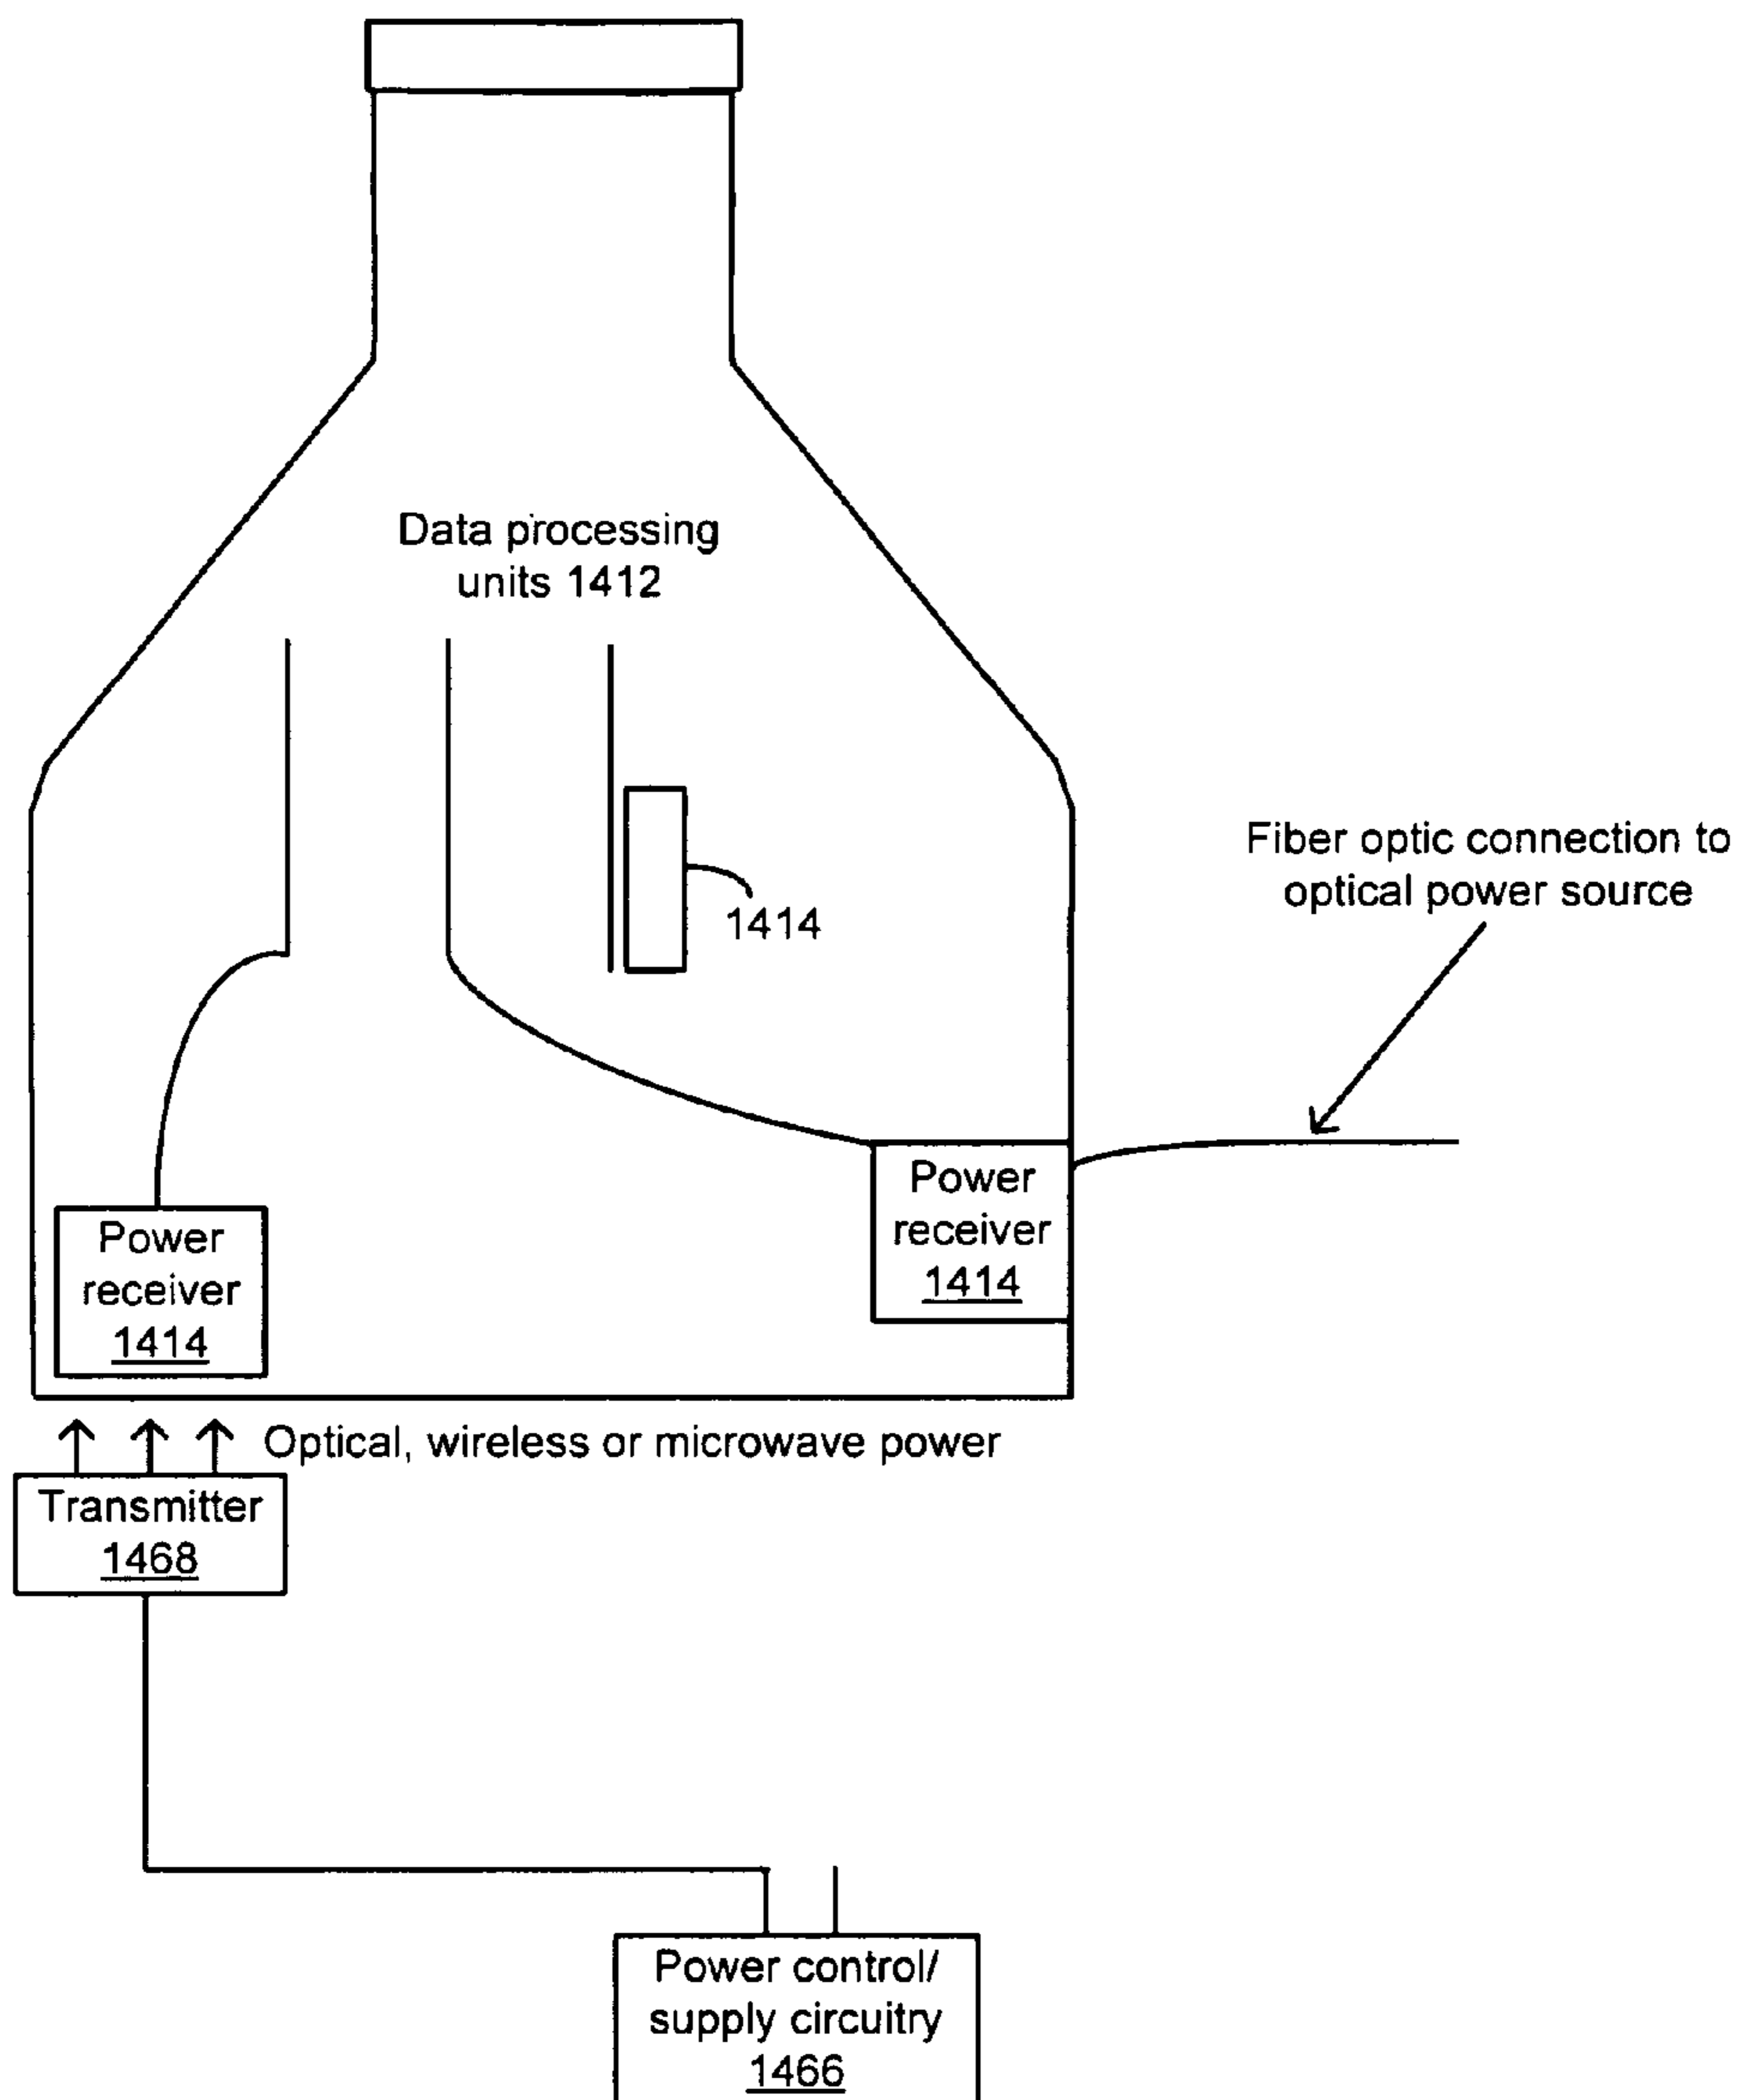 Data processing
units 1412
1414
Fiber optic connection to
optical power source
Power
receiver
1414
Power
receiver
1414
Optical, wireless or microwave power
Transmitter
1468
Power control/
supply circuitry
1466